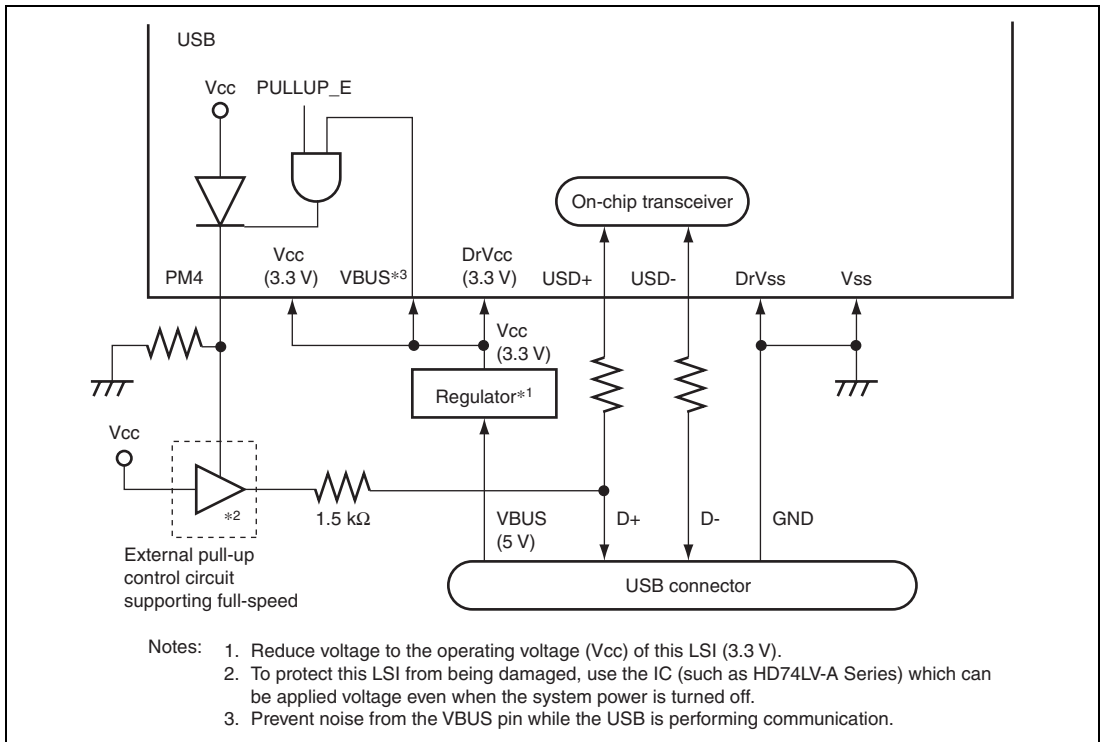 USB
Vcc PULLUP_E
On-chip transceiver
PM4
Vcc
(3.3 V)
VBUS*3
DrVcc
(3.3 V)
USD+
USD-
DrVss
Vss
Vcc
(3.3 V)
Regulator*1
Vcc
*2
1.5 kΩ
VBUS
(5 V)
D+
D-
GND
External pull-up
control circuit
supporting full-speed
USB connector
Notes: 1. Reduce voltage to the operating voltage (Vcc) of this LSI (3.3 V).
2. To protect this LSI from being damaged, use the IC (such as HD74LV-A Series) which can
be applied voltage even when the system power is turned off.
3. Prevent noise from the VBUS pin while the USB is performing communication.